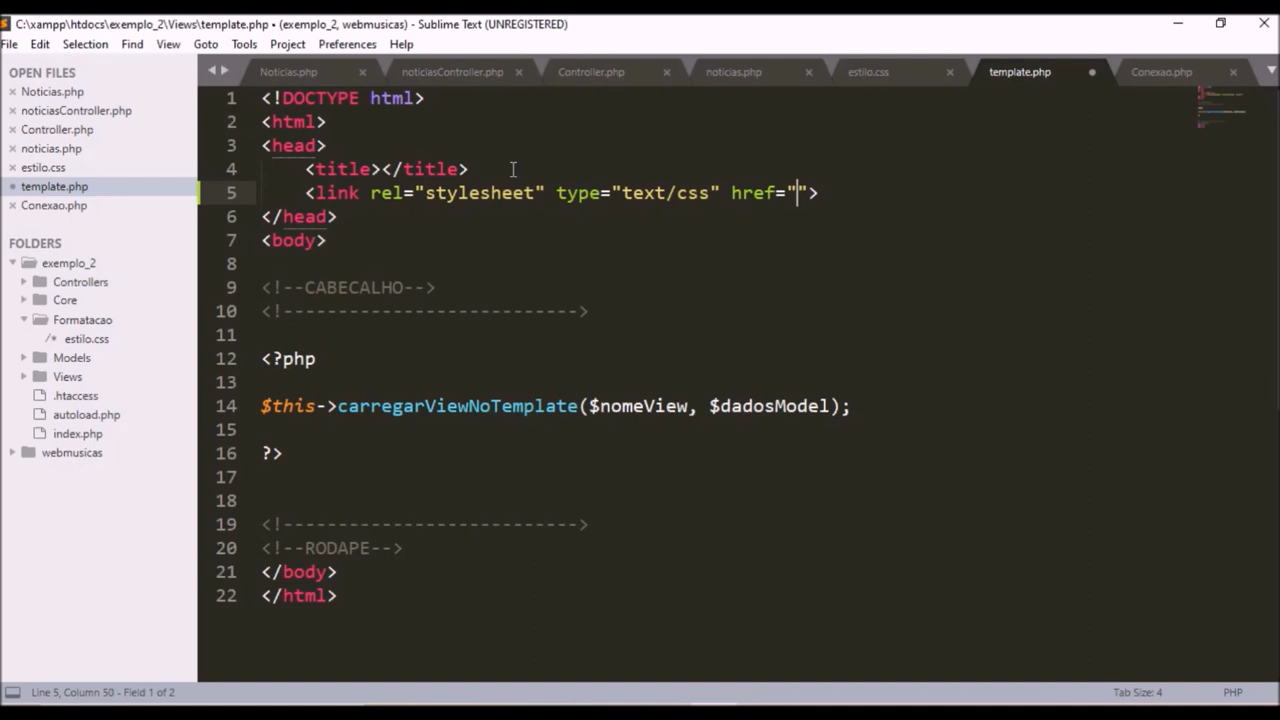 C:\xampp\htdocs\exemplo_2\Views\template.php • (exemplo_2, webmusicas) - Sublime Text (UNREGISTERED)
File Edit Selection Find View Goto Tools Project Preferences Help
OPEN FILES
Noticias.php
noticiasController.php
Controller.php
noticias.php
estilo.css
template.php
Conexao.php
FOLDERS
exemplo_2
Controllers
Core
Formatacao
/* estilo.css
Models
Views
.htaccess
autoload.php
index.php
webmusicas
Noticias.php noticiasController.php Controller.php noticias.php estilo.css template.php Conexao.php
1 <!DOCTYPE html>
2 <html>
3 <head>
4 <title></title>
5 <link rel="stylesheet" type="text/css" href="">
6 </head>
7 <body>
8
9 <!--CABECALHO-->
10 <!---------------------------->
11
12 <?php
13
14 $this->carregarViewNoTemplate($nomeView, $dadosModel);
15
16 ?>
17
18
19 <!---------------------------->
20 <!--RODAPE-->
21 </body>
22 </html>
Line 5, Column 50 - Field 1 of 2 Tab Size: 4 PHP